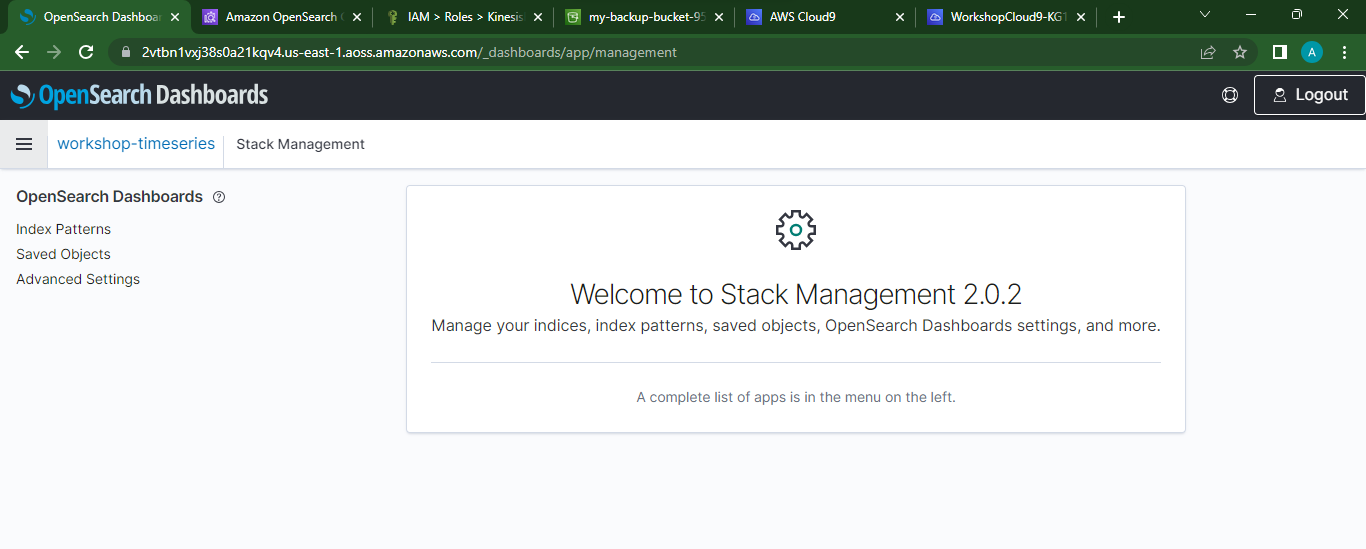 OpenSearch Dashboar
Amazon OpenSearch
IAM > Roles > Kinesis
my-backup-bucket-95
AWS Cloud9
WorkshopCloud9-KG1
2vtbn1vxj38s0a21kqv4.us-east-1.aoss.amazonaws.com/_dashboards/app/management
A
OpenSearch Dashboards
Logout
workshop-timeseries
Stack Management
OpenSearch Dashboards
Index Patterns
Saved Objects
Advanced Settings
Welcome to Stack Management 2.0.2
Manage your indices, index patterns, saved objects, OpenSearch Dashboards settings, and more.
A complete list of apps is in the menu on the left.